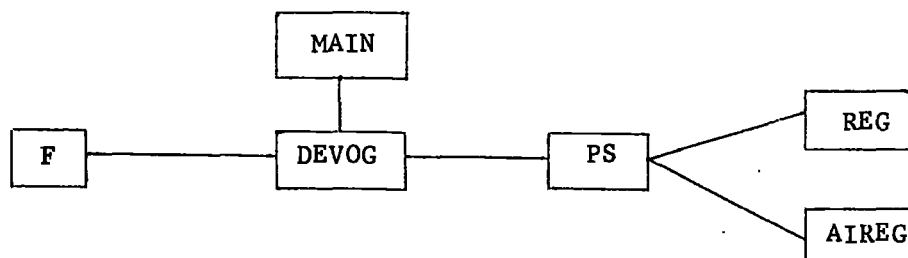 MAIN
F
DEVOG
PS
REG
AIREG